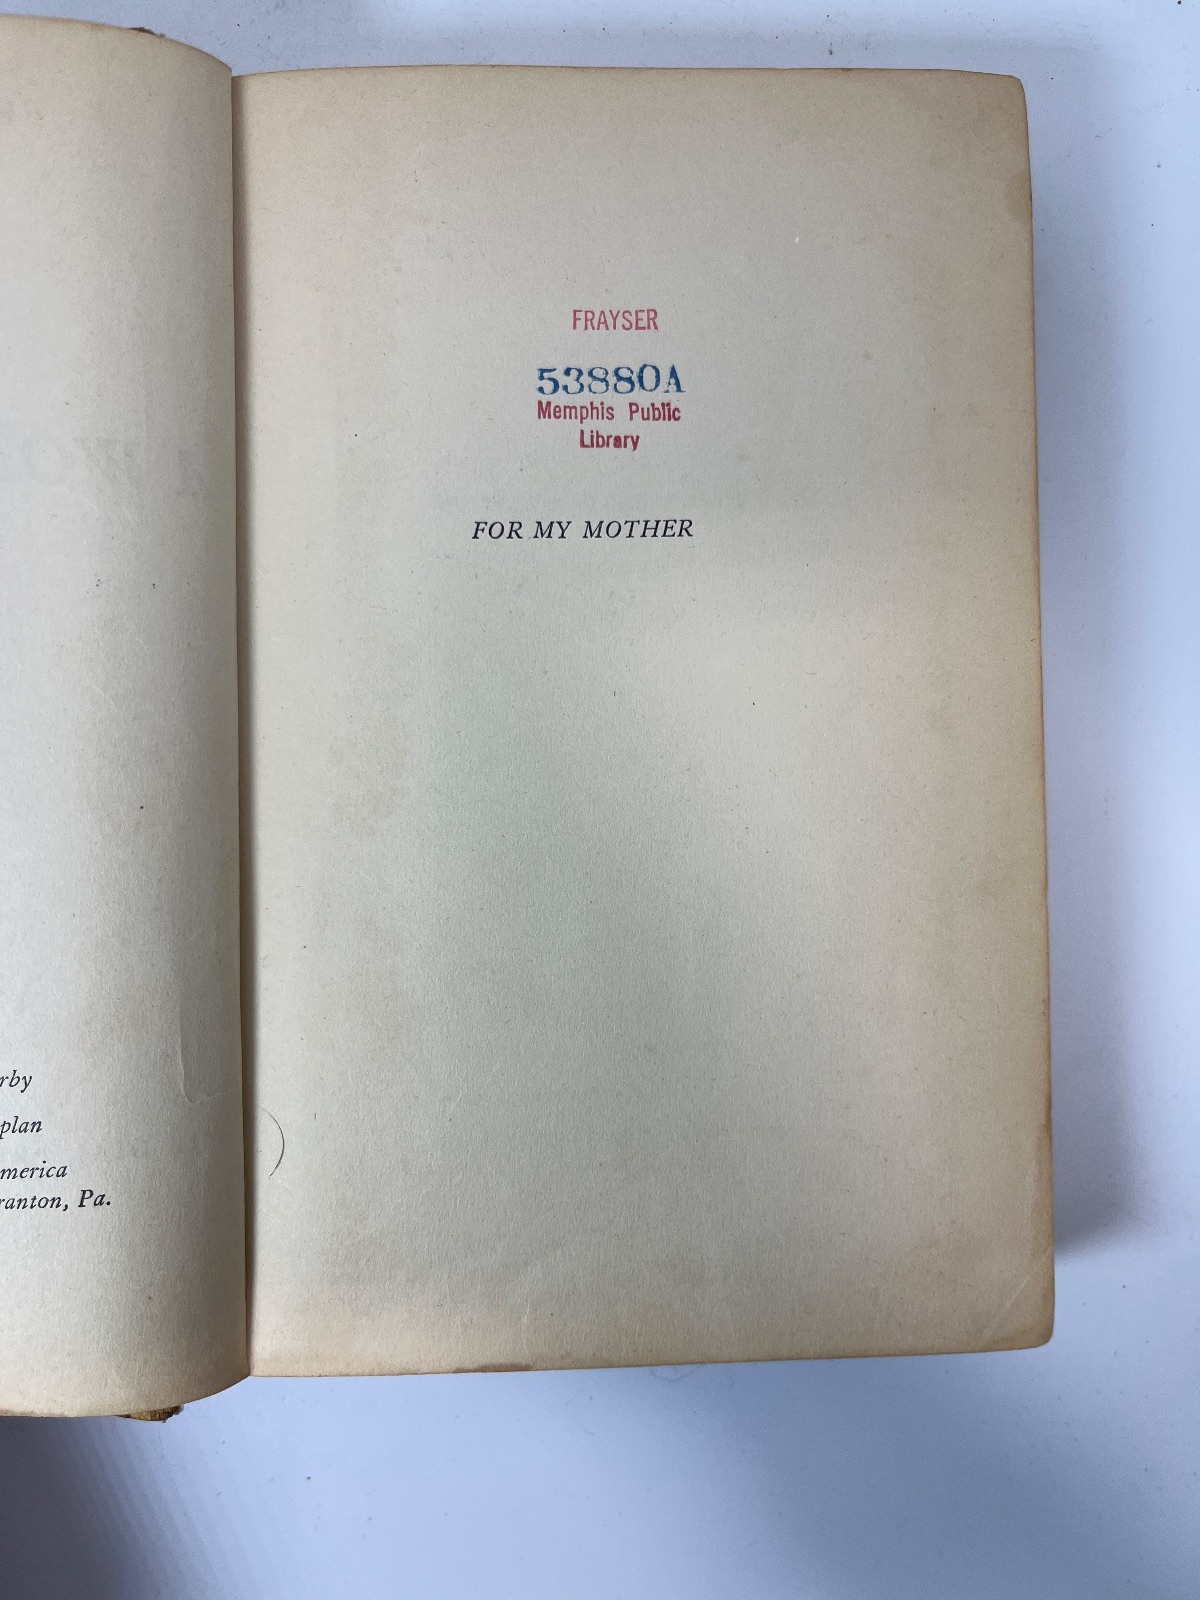 rby
plan
merica
ranton, Pa.
FRAYSER
53880A
Memphis Public
Library
FOR MY MOTHER